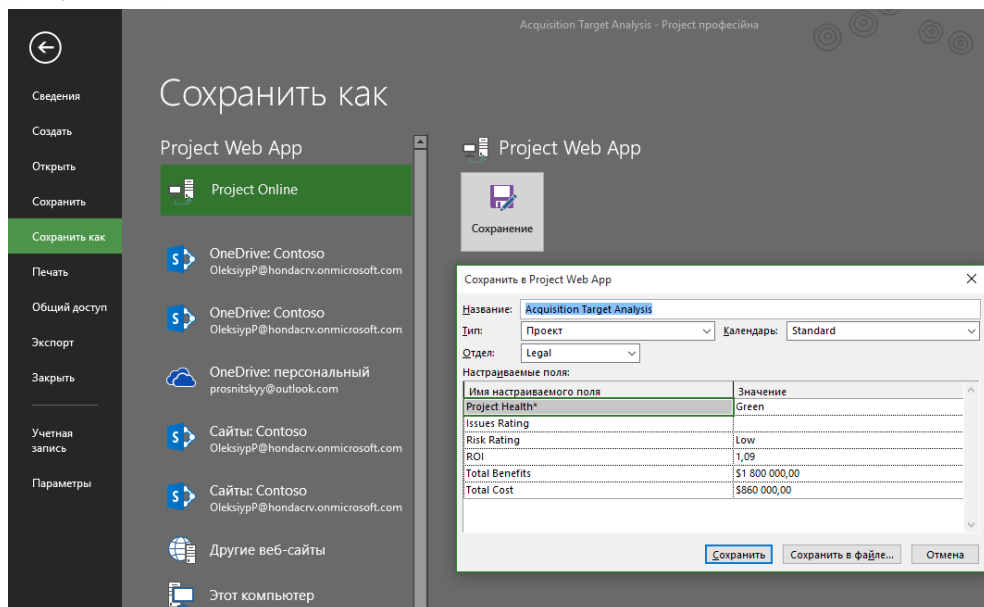 Acquisition Target Analysis - Project професійна
Сведения
Создать
Открыть
Сохранить
Сохранить как
Печать
Общий доступ
Экспорт
Закрыть
Учетная
запись
Параметры
Сохранить как
Project Web App
Project Online
OneDrive: Contoso
OleksiypP@hondacrv.onmicrosoft.com
OneDrive: Contoso
OleksiypP@hondacrv.onmicrosoft.com
OneDrive: персональный
prosnitskyy@outlook.com
Сайты: Contoso
OleksiypP@hondacrv.onmicrosoft.com
Сайты: Contoso
OleksiypP@hondacrv.onmicrosoft.com
Другие веб-сайты
Этот компьютер
Project Web App
Сохранение
Сохранить в Project Web App
Название: Acquisition Target Analysis
Тип: Проект Календарь: Standard
Отдел: Legal
Настраиваемые поля:
Имя настраиваемого поля Значение
Project Health* Green
Issues Rating
Risk Rating Low
ROI 1,09
Total Benefits $1 800 000,00
Total Cost $860 000,00
Сохранить Сохранить в файле... Отмена